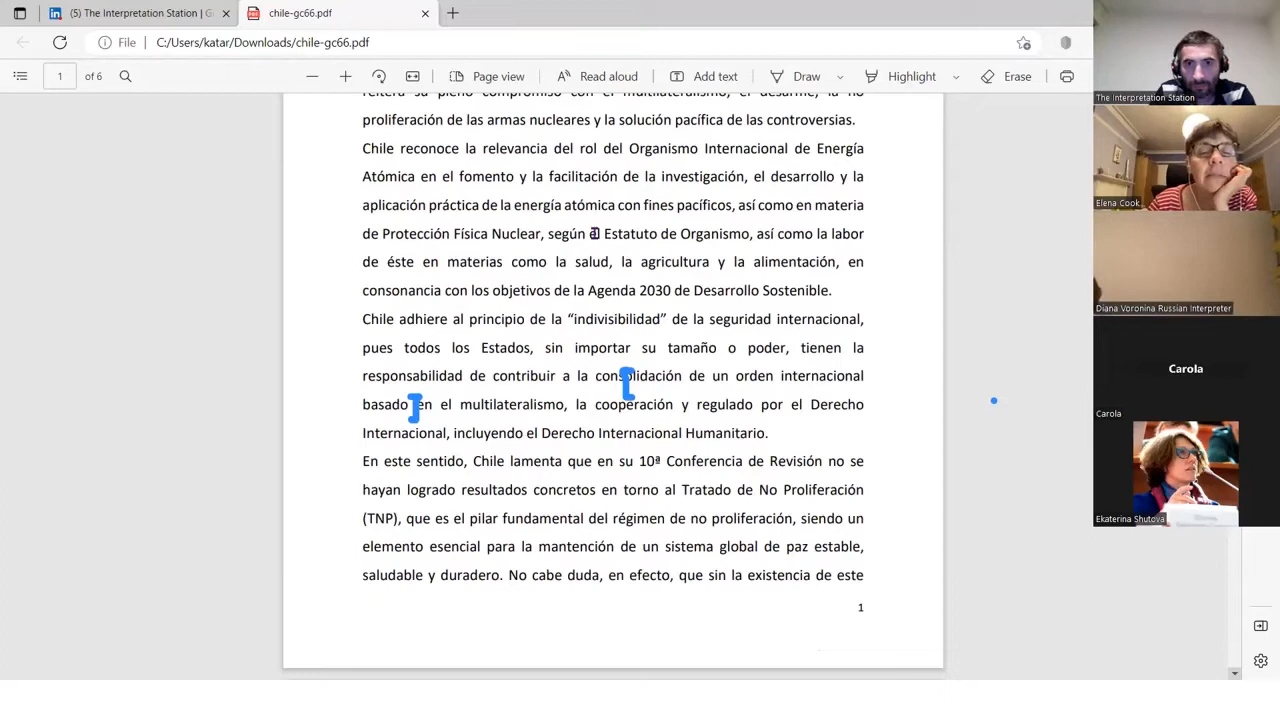 (5) The Interpretation Station | G
chile-gc66.pdf
File C:/Users/katar/Downloads/chile-gc66.pdf
1 of 6 Page view Read aloud Add text Draw Highlight Erase
reitera su pleno compromiso con el multilateralismo, el desarme, la no
proliferación de las armas nucleares y la solución pacífica de las controversias.
Chile reconoce la relevancia del rol del Organismo Internacional de Energía
Atómica en el fomento y la facilitación de la investigación, el desarrollo y la
aplicación práctica de la energía atómica con fines pacíficos, así como en materia
de Protección Física Nuclear, según el Estatuto de Organismo, así como la labor
de éste en materias como la salud, la agricultura y la alimentación, en
consonancia con los objetivos de la Agenda 2030 de Desarrollo Sostenible.
Chile adhiere al principio de la “indivisibilidad” de la seguridad internacional,
pues todos los Estados, sin importar su tamaño o poder, tienen la
responsabilidad de contribuir a la consolidación de un orden internacional
basado en el multilateralismo, la cooperación y regulado por el Derecho
Internacional, incluyendo el Derecho Internacional Humanitario.
En este sentido, Chile lamenta que en su 10ª Conferencia de Revisión no se
hayan logrado resultados concretos en torno al Tratado de No Proliferación
(TNP), que es el pilar fundamental del régimen de no proliferación, siendo un
elemento esencial para la mantención de un sistema global de paz estable,
saludable y duradero. No cabe duda, en efecto, que sin la existencia de este
1
The Interpretation Station
Elena Cook
Diana Voronina Russian Interpreter
Carola
Carola
Ekaterina Shutova